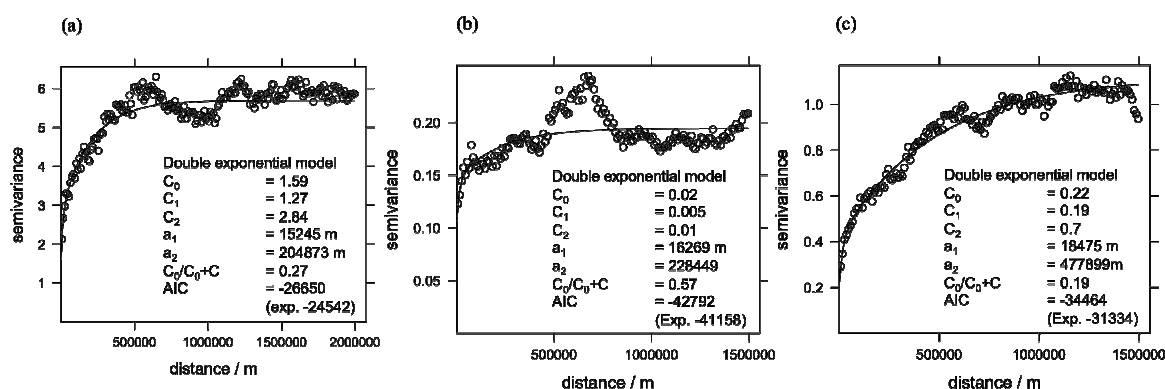 (a)
(b)
(c)
semivariance
6
5
4
3
2
1
Double exponential model
C₀ = 1.59
C₁ = 1.27
C₂ = 2.84
a₁ = 15245 m
a₂ = 204873 m
C₀/C₀+C = 0.27
AIC = -26650
(exp. -24542)
500000 1000000 1500000 2000000
distance / m
semivariance
0.20
0.15
0.10
0.05
Double exponential model
C₀ = 0.02
C₁ = 0.005
C₂ = 0.01
a₁ = 16269 m
a₂ = 228449
C₀/C₀+C = 0.57
AIC = -42792
(Exp. -41158)
500000 1000000 1500000
distance / m
semivariance
1.0
0.8
0.6
0.4
0.2
Double exponential model
C₀ = 0.22
C₁ = 0.19
C₂ = 0.7
a₁ = 18475 m
a₂ = 477899m
C₀/C₀+C = 0.19
AIC = -34464
(Exp. -31334)
500000 1000000 1500000
distance / m